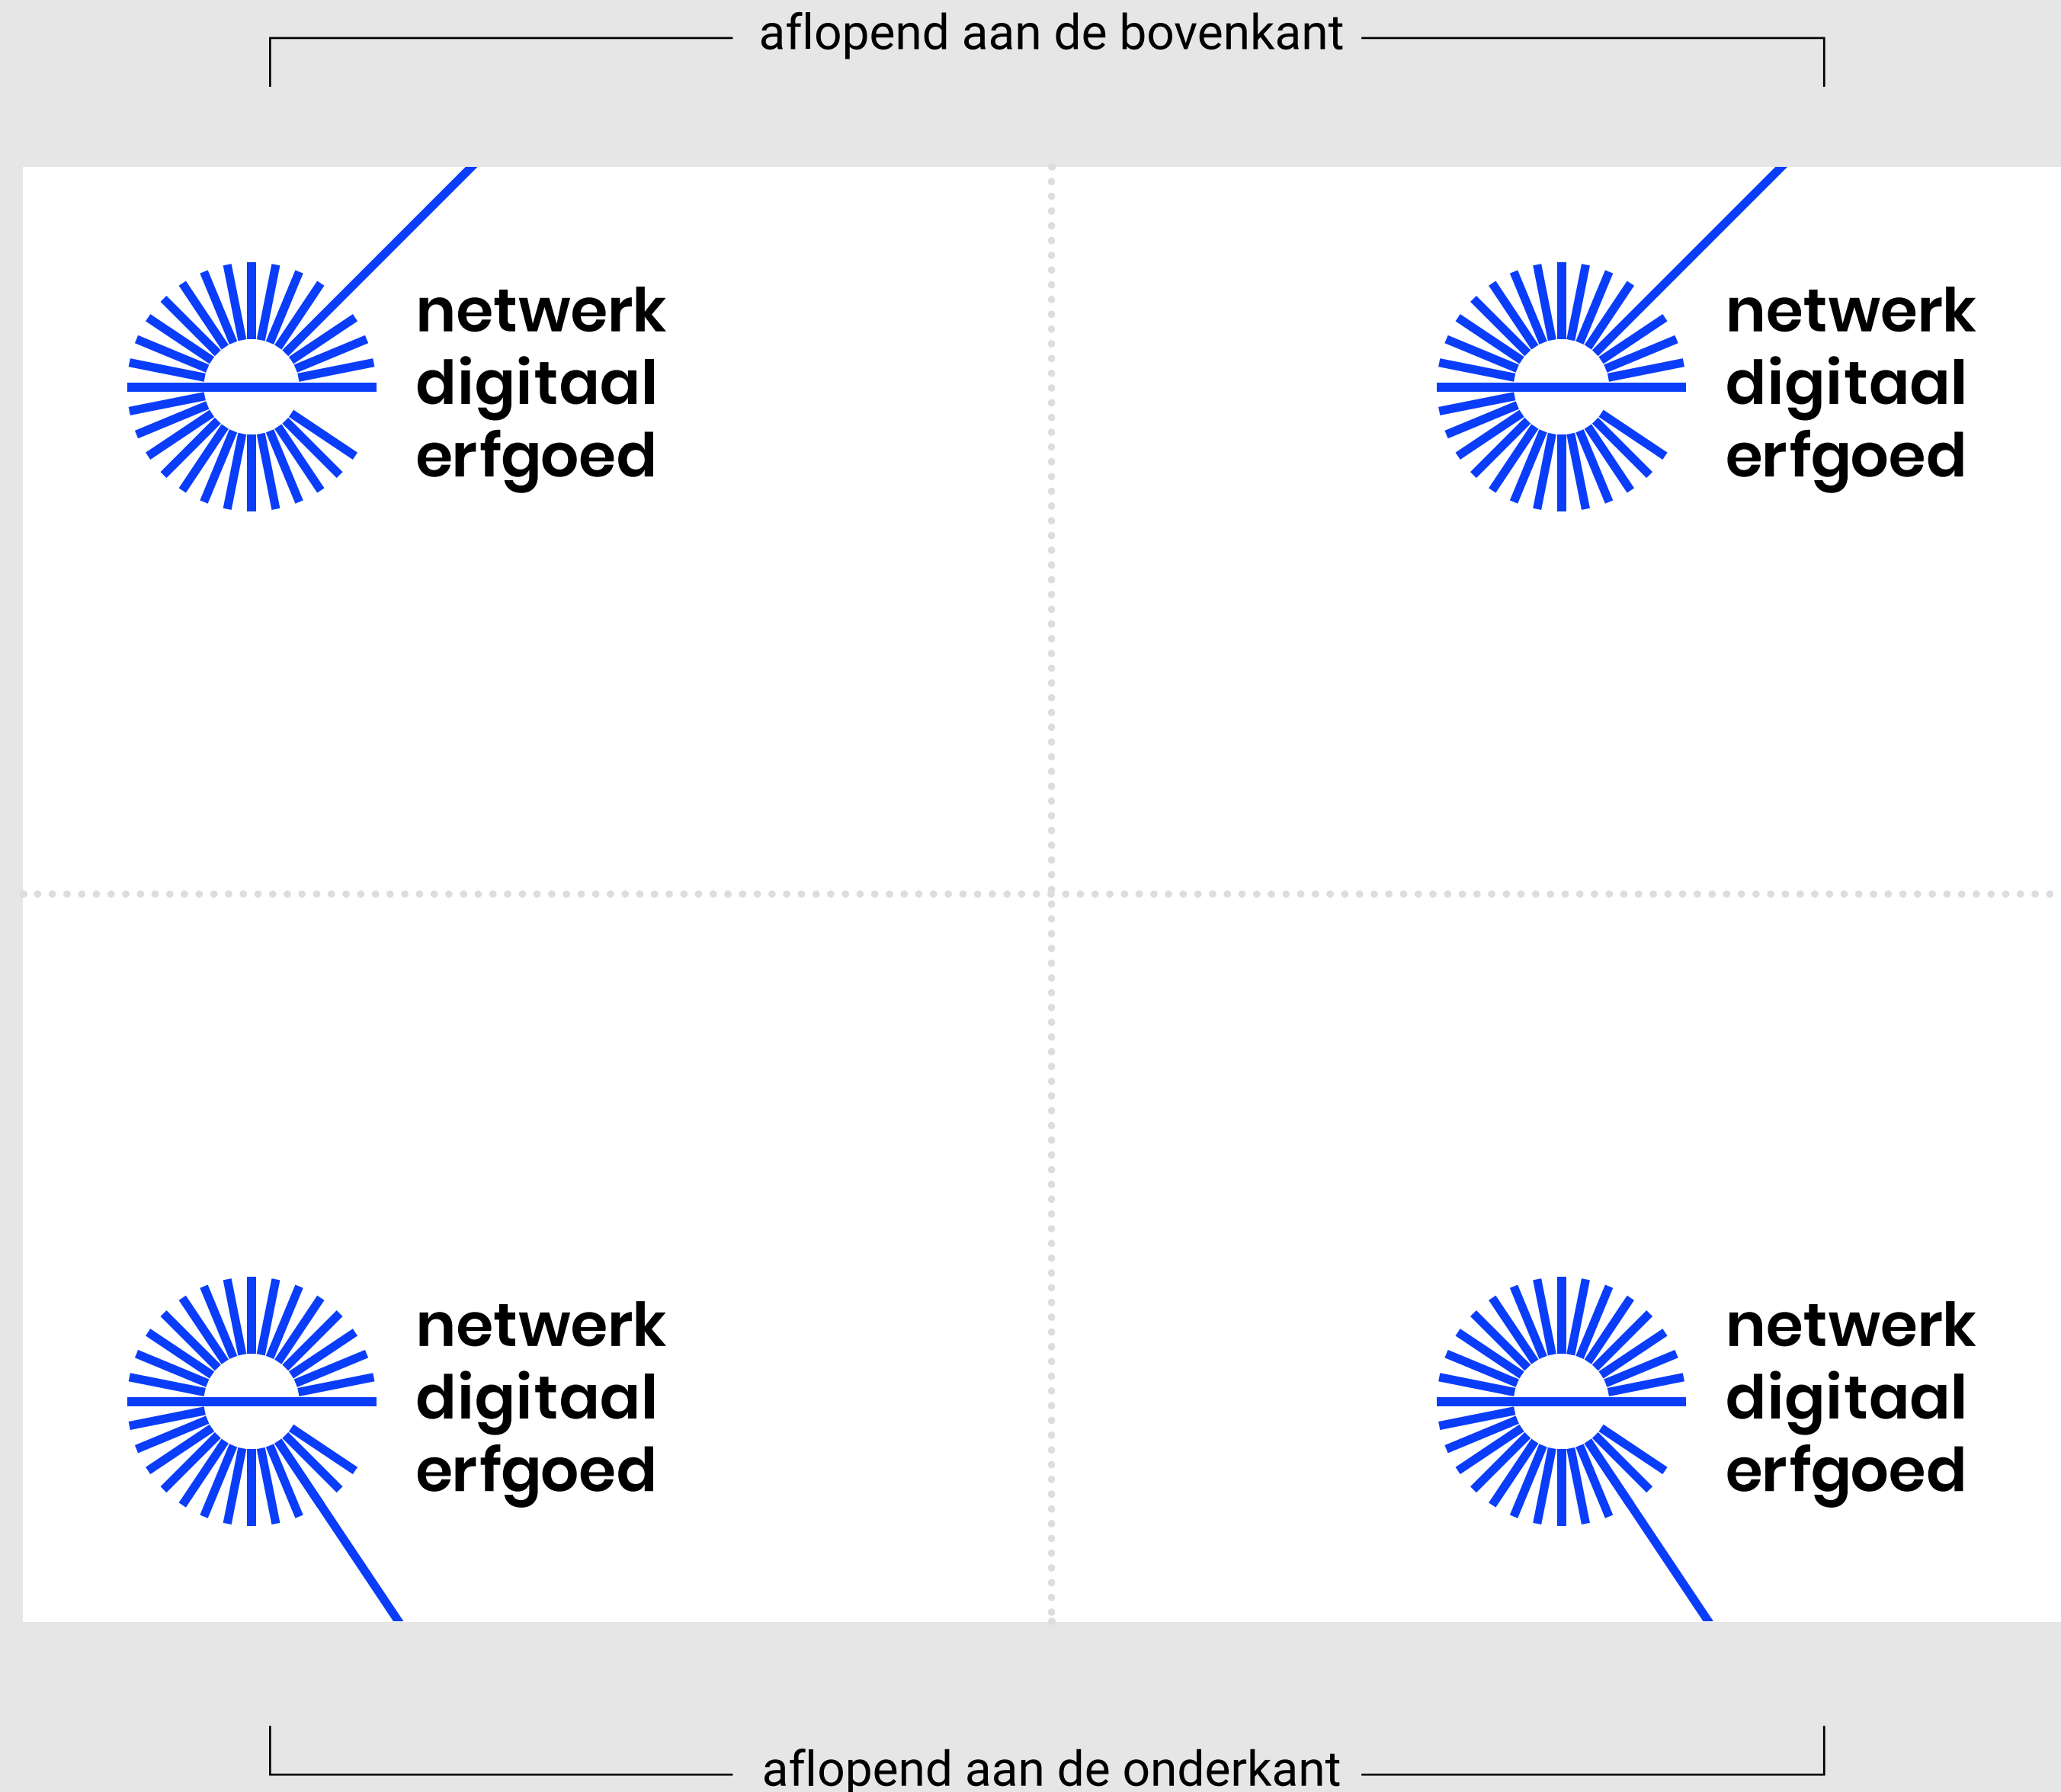 aflopend aan de bovenkant
netwerk
digitaal
erfgoed
netwerk
digitaal
erfgoed
netwerk
digitaal
erfgoed
netwerk
digitaal
erfgoed
aflopend aan de onderkant